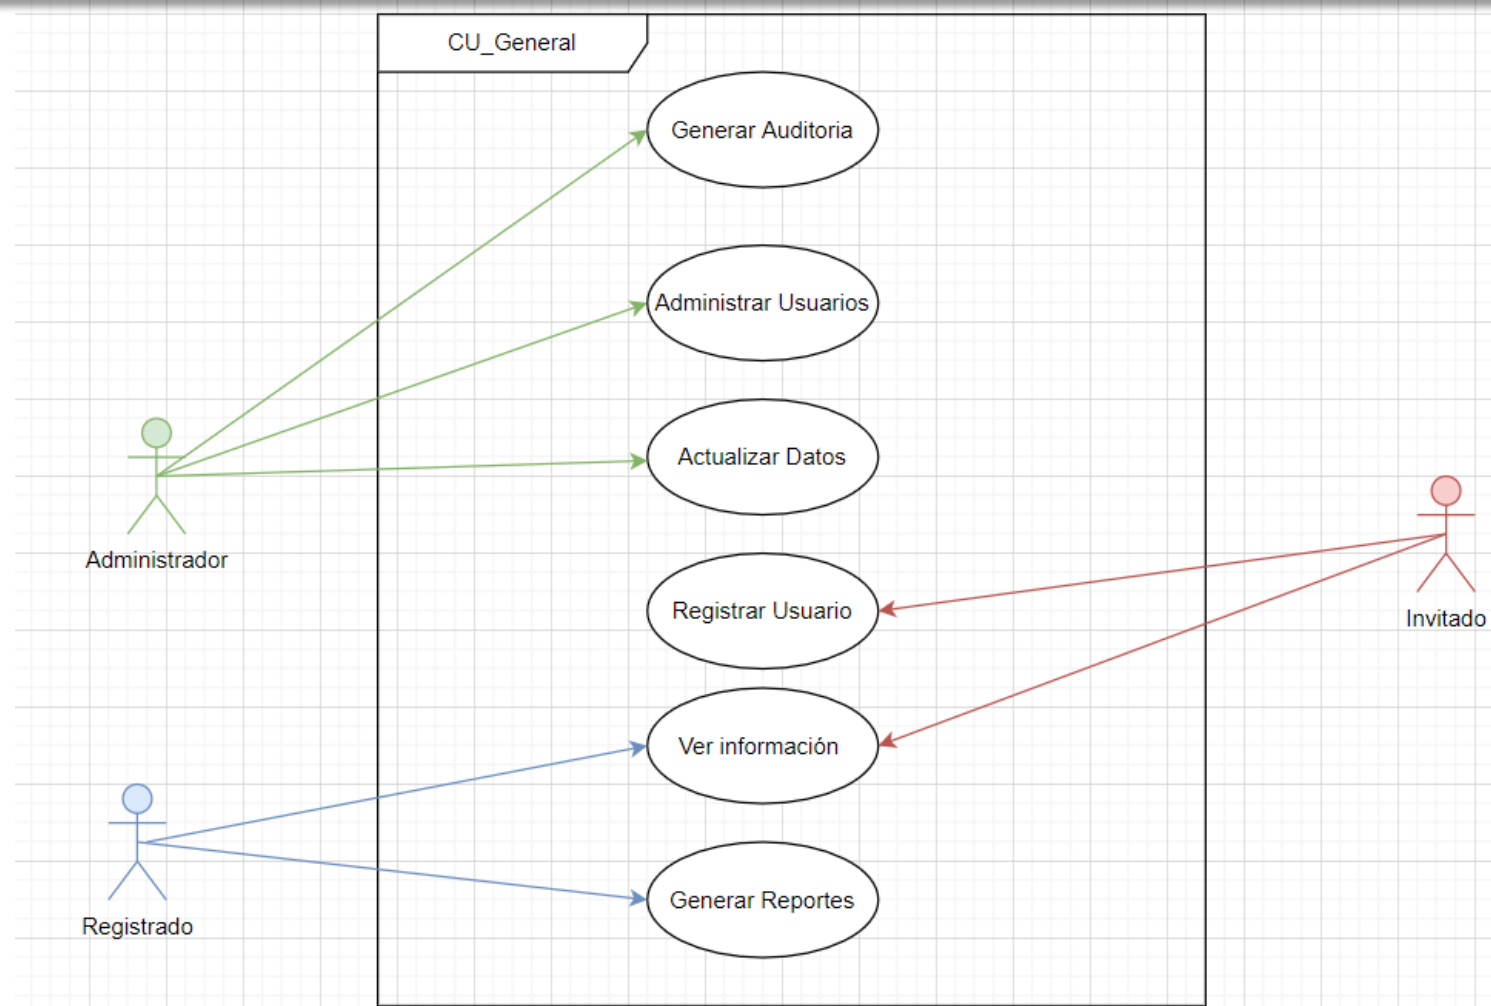 CU_General
Generar Auditoria
Administrar Usuarios
Actualizar Datos
Administrador
Registrar Usuario
Invitado
Ver información
Generar Reportes
Registrado